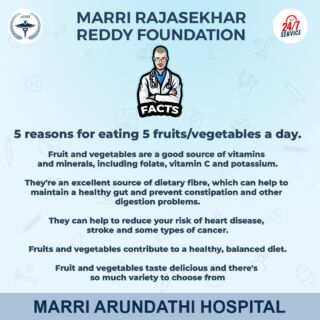 MARRI RAJASEKHAR
REDDY FOUNDATION
24/7
SERVICE
FACTS
5 reasons for eating 5 fruits/vegetables a day.
Fruit and vegetables are a good source of vitamins
and minerals, including folate, vitamin C and potassium.
They're an excellent source of dietary fibre, which can help to
maintain a healthy gut and prevent constipation and other
digestion problems.
They can help to reduce your risk of heart disease,
stroke and some types of cancer.
Fruits and vegetables contribute to a healthy, balanced diet.
Fruit and vegetables taste delicious and there's
so much variety to choose from
MARRI ARUNDATHI HOSPITAL